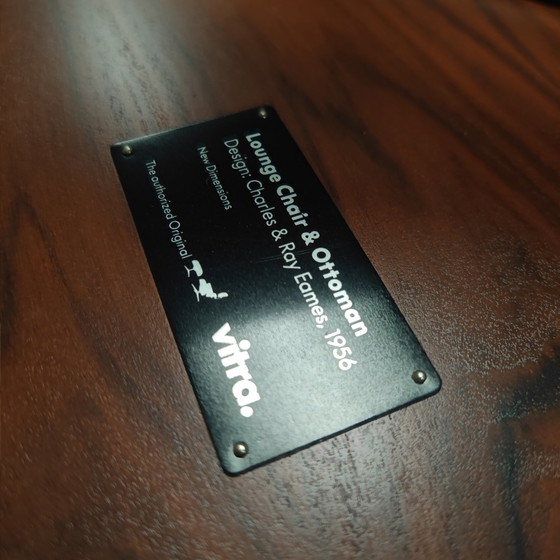 Lounge Chair & Ottoman
Design: Charles & Ray Eames, 1956
New Dimensions
The authorized Original
vitra.